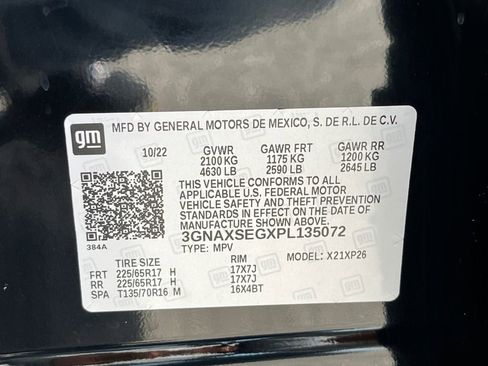 gm
MFD BY GENERAL MOTORS DE MEXICO, S. DE R.L. DE C.V.
10/22 GVWR GAWR FRT GAWR RR
2100 KG 1175 KG 1200 KG
4630 LB 2590 LB 2645 LB
THIS VEHICLE CONFORMS TO ALL
APPLICABLE U.S. FEDERAL MOTOR
VEHICLE SAFETY AND THEFT PREVENTION
STANDARDS IN EFFECT ON THE DATE OF
MANUFACTURE SHOWN ABOVE.
384A
3GNAXSEGXPL135072
TYPE: MPV MODEL: X21XP26
TIRE SIZE RIM
FRT 225/65R17 H 17X7J
RR 225/65R17 H 17X7J
SPA T135/70R16 M 16X4BT